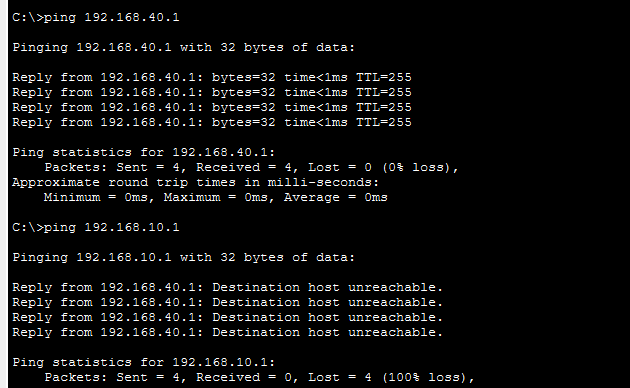 C:\>ping 192.168.40.1
Pinging 192.168.40.1 with 32 bytes of data:
Reply from 192.168.40.1: bytes=32 time<1ms TTL=255
Reply from 192.168.40.1: bytes=32 time<1ms TTL=255
Reply from 192.168.40.1: bytes=32 time<1ms TTL=255
Reply from 192.168.40.1: bytes=32 time<1ms TTL=255
Ping statistics for 192.168.40.1:
    Packets: Sent = 4, Received = 4, Lost = 0 (0% loss),
Approximate round trip times in milli-seconds:
    Minimum = 0ms, Maximum = 0ms, Average = 0ms
C:\>ping 192.168.10.1
Pinging 192.168.10.1 with 32 bytes of data:
Reply from 192.168.40.1: Destination host unreachable.
Reply from 192.168.40.1: Destination host unreachable.
Reply from 192.168.40.1: Destination host unreachable.
Reply from 192.168.40.1: Destination host unreachable.
Ping statistics for 192.168.10.1:
    Packets: Sent = 4, Received = 0, Lost = 4 (100% loss),